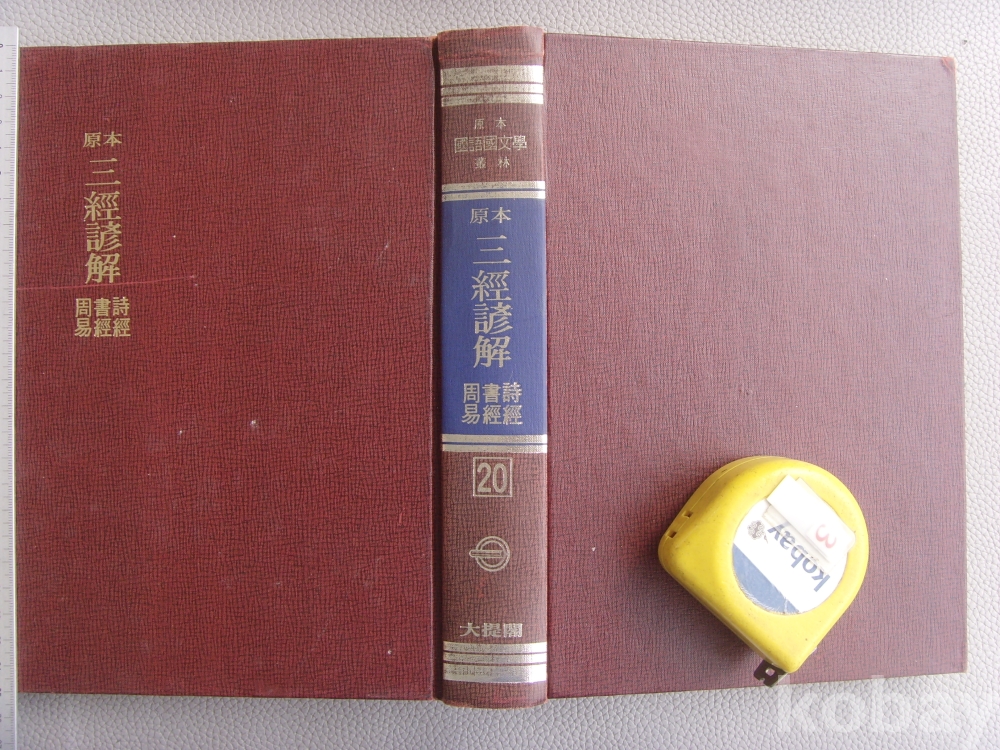 原本
三經諺解
周易 書經 詩經
原本
國語國文學
叢林
原本
三經諺解
周易 書經 詩經
20
大提閣
3
kobay
kobay